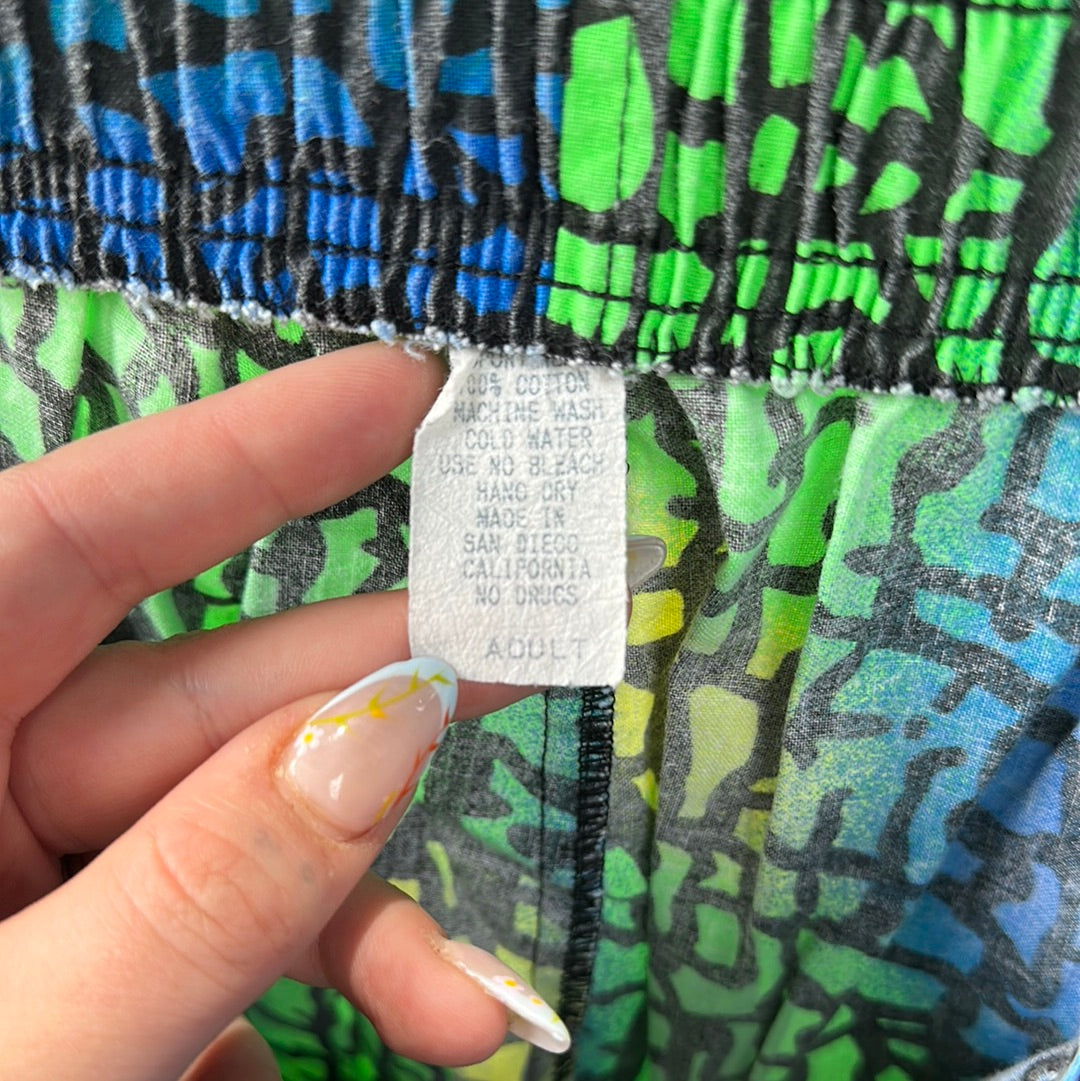 100% COTTON
MACHINE WASH
COLD WATER
USE NO BLEACH
HANG DRY
MADE IN
SAN DIEGO
CALIFORNIA
NO DRUGS
ADULT